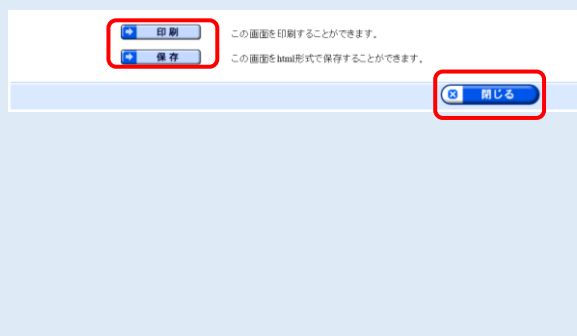 印刷 この画面を印刷することができます。
保存 この画面をhtml形式で保存することができます。
閉じる